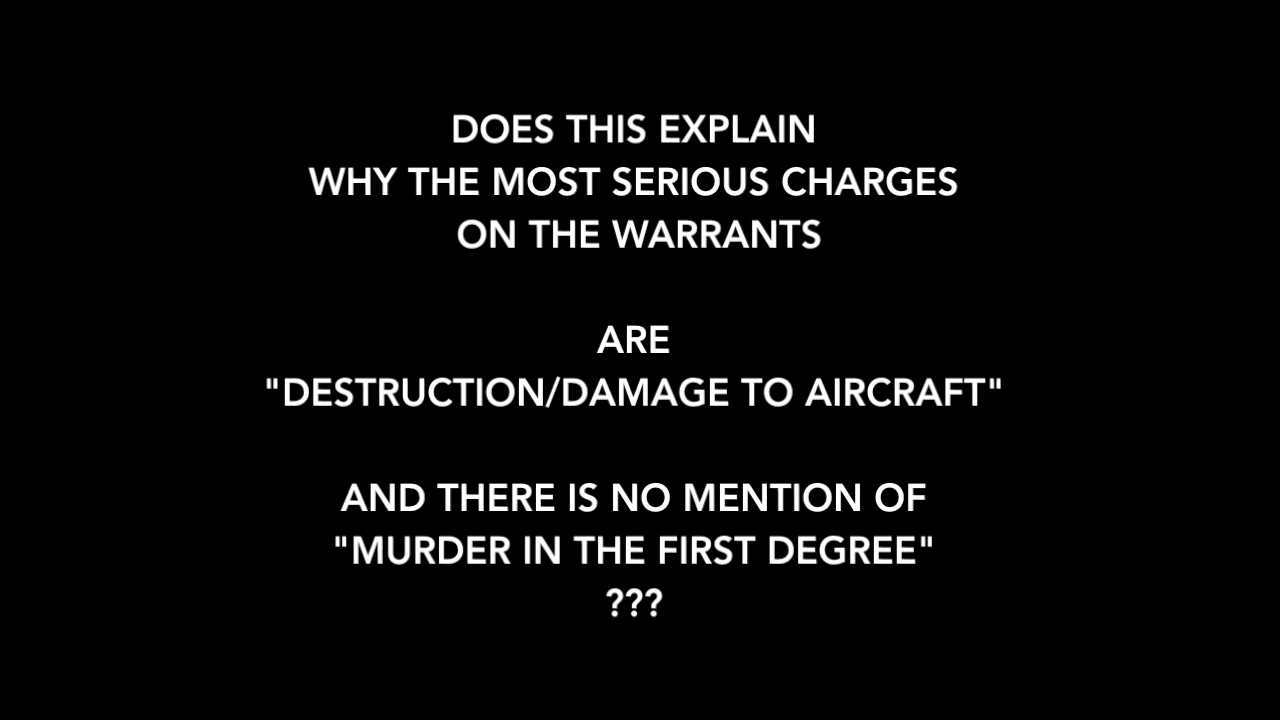 DOES THIS EXPLAIN
WHY THE MOST SERIOUS CHARGES
ON THE WARRANTS
ARE
"DESTRUCTION/DAMAGE TO AIRCRAFT"
AND THERE IS NO MENTION OF
"MURDER IN THE FIRST DEGREE"
???